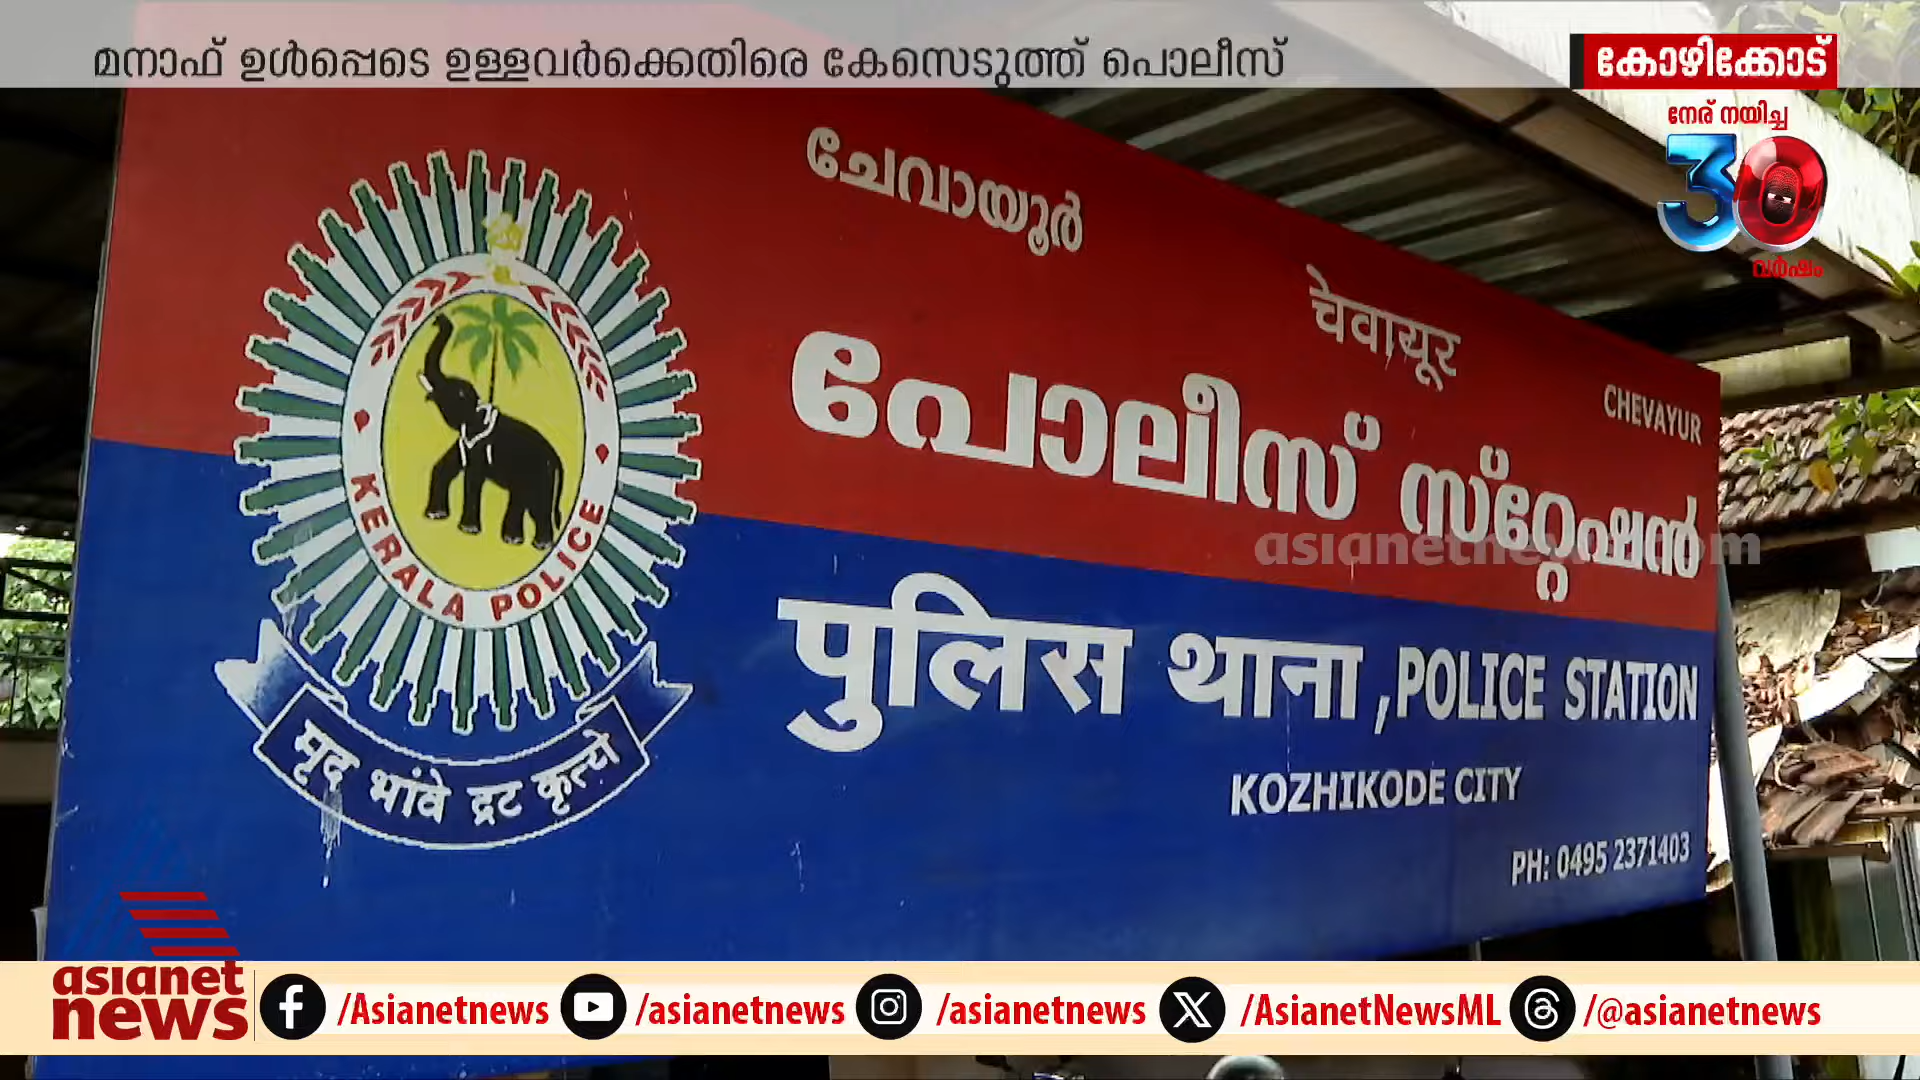 മനാഫ് ഉൾപ്പെടെ ഉള്ളവർക്കെതിരെ കേസെടുത്ത് പൊലീസ്
കോഴിക്കോട്
നേര് നയിച്ച
30
വർഷം
ചേവായൂർ
चेवायूर
CHEVAYUR
പോലീസ് സ്റ്റേഷൻ
asianetnews.com
पुलिस थाना ,POLICE STATION
KOZHIKODE CITY
PH: 0495 2371403
KERALA POLICE
मृदु भावे द्रढ कृत्ये
asianet
news
/Asianetnews
/asianetnews
/asianetnews
/AsianetNewsML
/@asianetnews